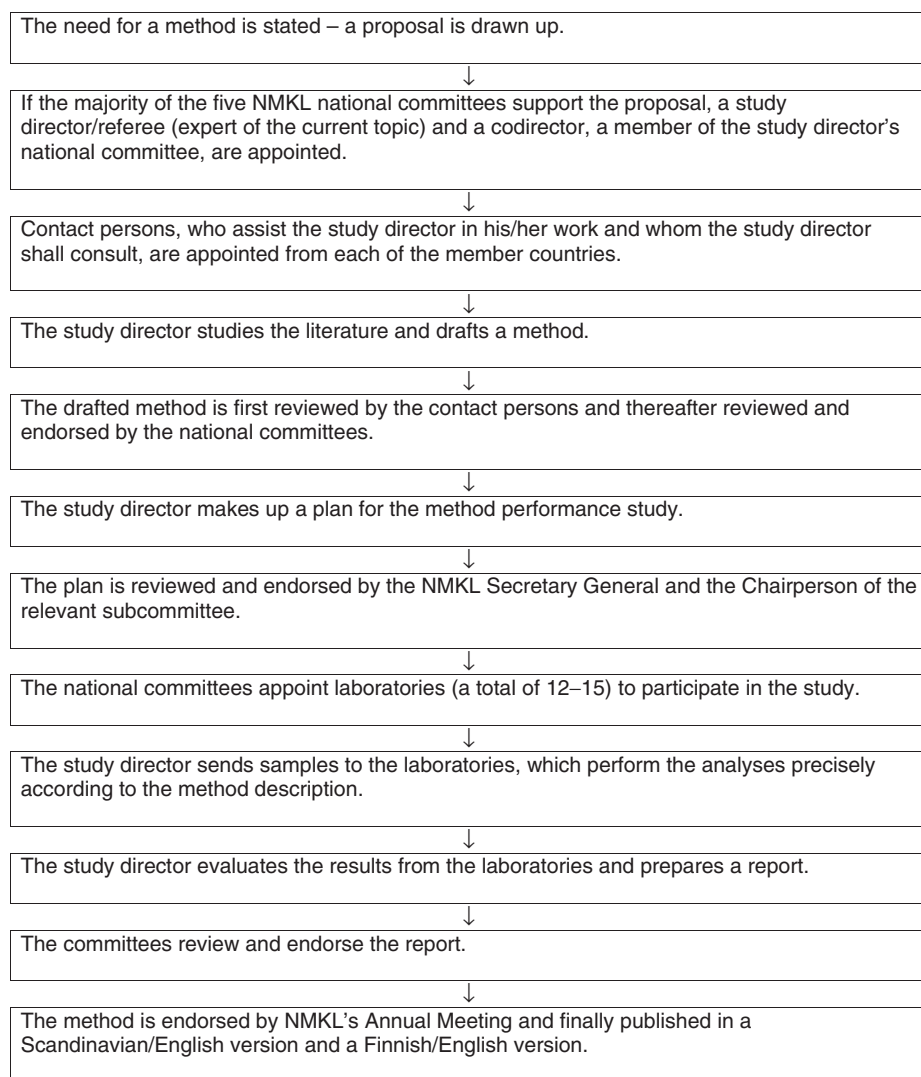 The need for a method is stated – a proposal is drawn up.
↓
If the majority of the five NMKL national committees support the proposal, a study
director/referee (expert of the current topic) and a codirector, a member of the study director's
national committee, are appointed.
↓
Contact persons, who assist the study director in his/her work and whom the study director
shall consult, are appointed from each of the member countries.
↓
The study director studies the literature and drafts a method.
↓
The drafted method is first reviewed by the contact persons and thereafter reviewed and
endorsed by the national committees.
↓
The study director makes up a plan for the method performance study.
↓
The plan is reviewed and endorsed by the NMKL Secretary General and the Chairperson of the
relevant subcommittee.
↓
The national committees appoint laboratories (a total of 12–15) to participate in the study.
↓
The study director sends samples to the laboratories, which perform the analyses precisely
according to the method description.
↓
The study director evaluates the results from the laboratories and prepares a report.
↓
The committees review and endorse the report.
↓
The method is endorsed by NMKL's Annual Meeting and finally published in a
Scandinavian/English version and a Finnish/English version.